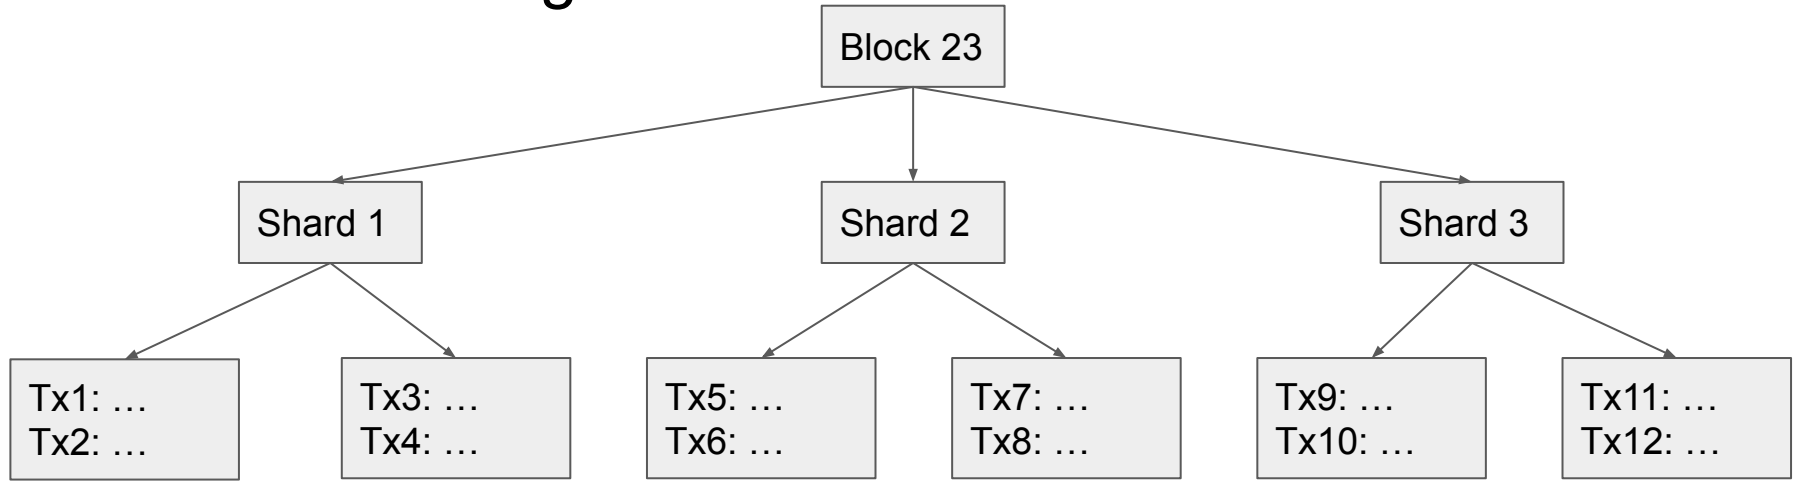 Block 23
Shard 1
Shard 2
Shard 3
Tx1: …
Tx2: …
Tx3: …
Tx4: …
Tx5: …
Tx6: …
Tx7: …
Tx8: …
Tx9: …
Tx10: …
Tx11: …
Tx12: …